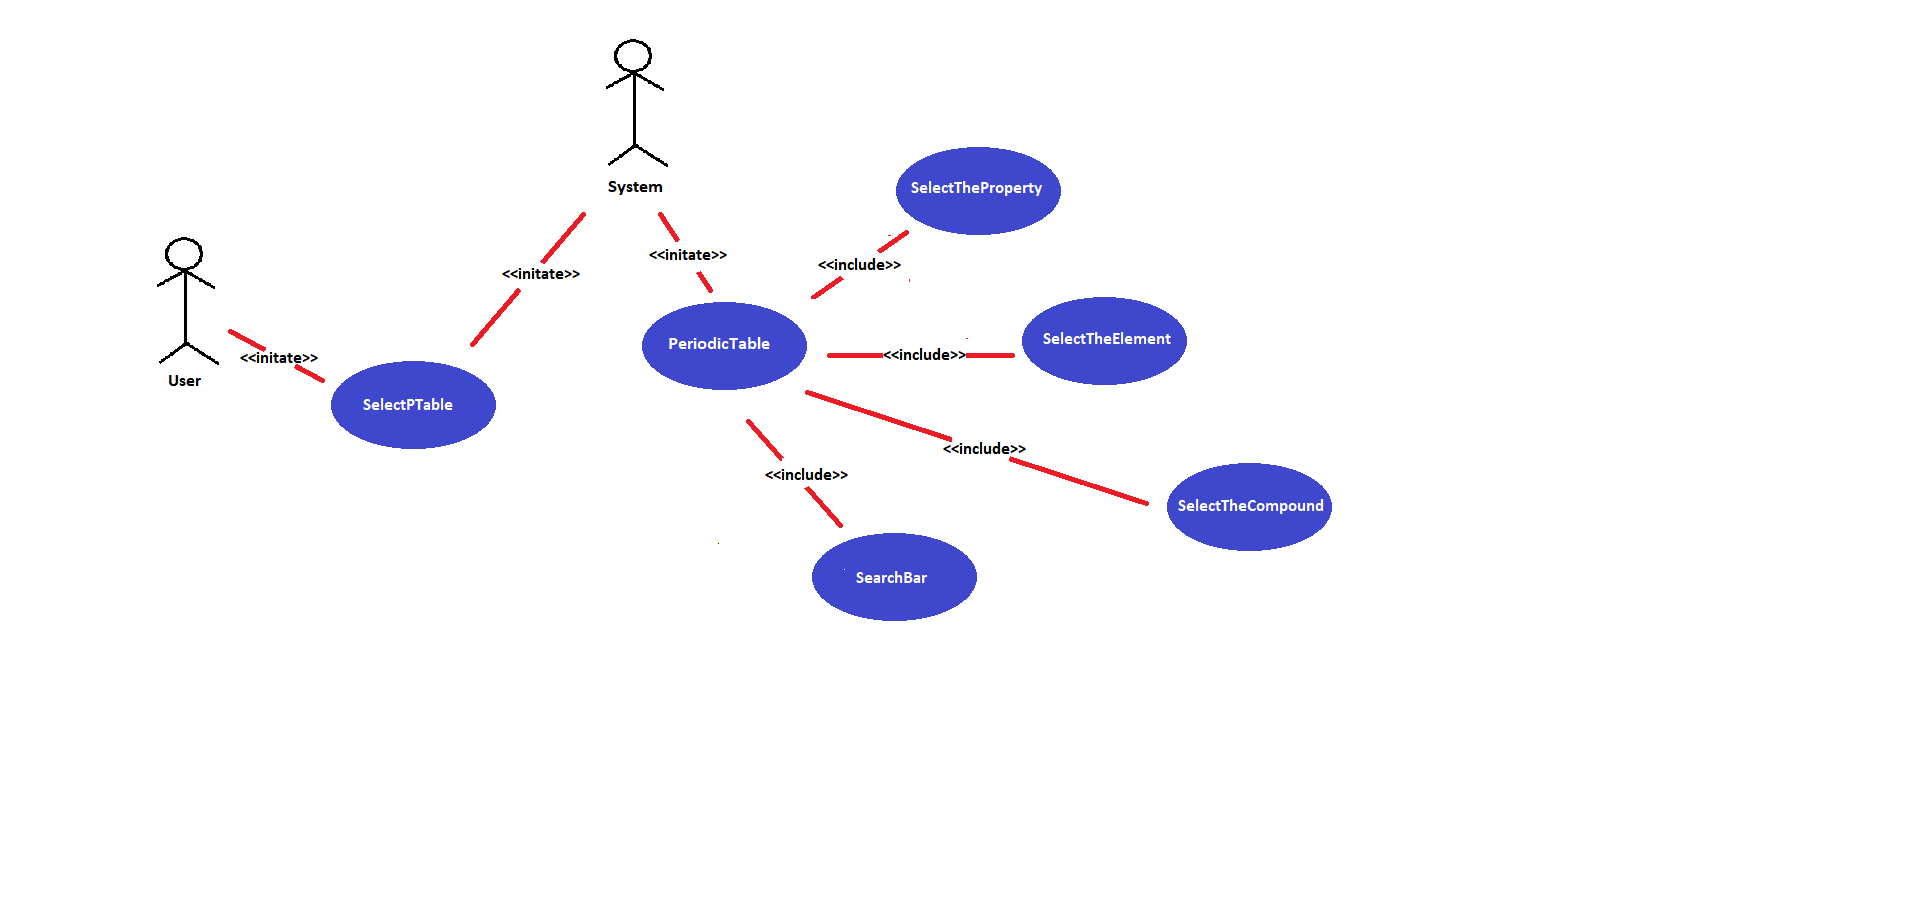 System
SelectTheProperty
<<initate>>
<<include>>
<<initate>>
PeriodicTable
<<include>>
SelectTheElement
<<initate>>
User
SelectPTable
<<include>>
<<include>>
SelectTheCompound
SearchBar